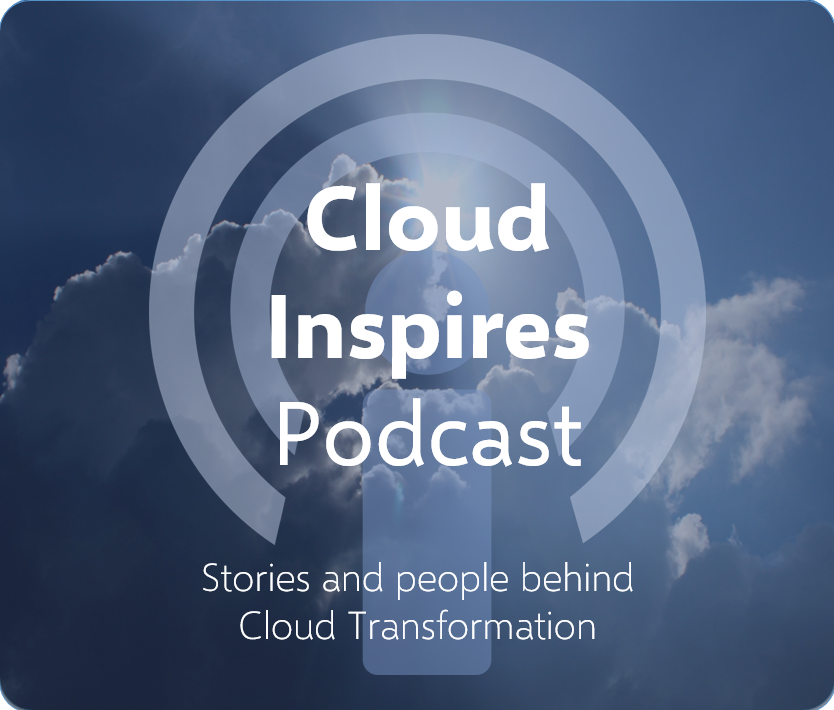 Cloud
Inspires
Podcast
Stories and people behind
Cloud Transformation